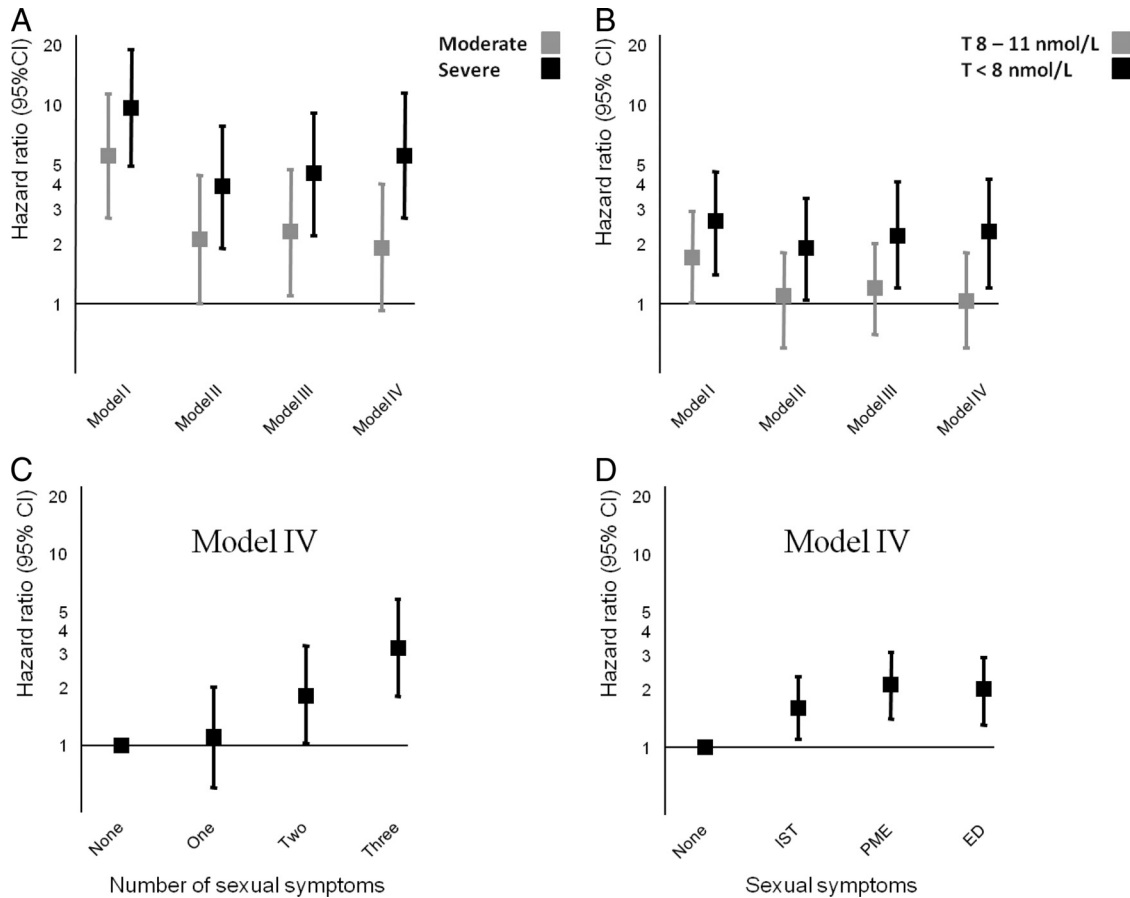 A
Hazard ratio (95%CI)
20
10
5
4
3
2
1
Moderate
Severe
Model I
Model II
Model III
Model IV
B
Hazard ratio (95% CI)
20
10
5
4
3
2
1
T 8 – 11 nmol/L
T < 8 nmol/L
Model I
Model II
Model III
Model IV
C
Hazard ratio (95% CI)
20
10
5
4
3
2
1
Model IV
None
One
Two
Three
Number of sexual symptoms
D
Hazard ratio (95% CI)
20
10
5
4
3
2
1
Model IV
None
IST
PME
ED
Sexual symptoms